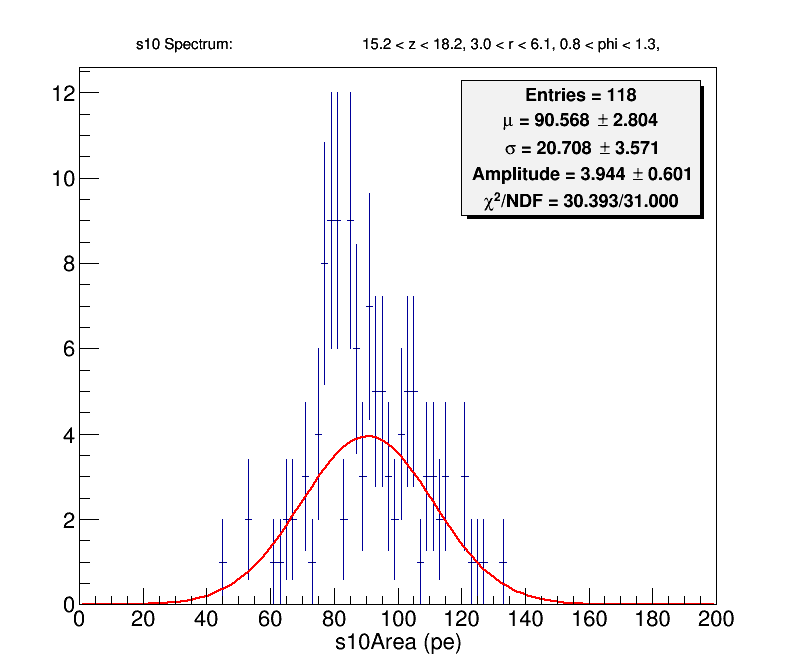 s10 Spectrum: 15.2 < z < 18.2, 3.0 < r < 6.1, 0.8 < phi < 1.3,
Entries = 118
μ = 90.568 ± 2.804
σ = 20.708 ± 3.571
Amplitude = 3.944 ± 0.601
χ²/NDF = 30.393/31.000
12
10
8
6
4
2
0
0 20 40 60 80 100 120 140 160 180 200
s10Area (pe)